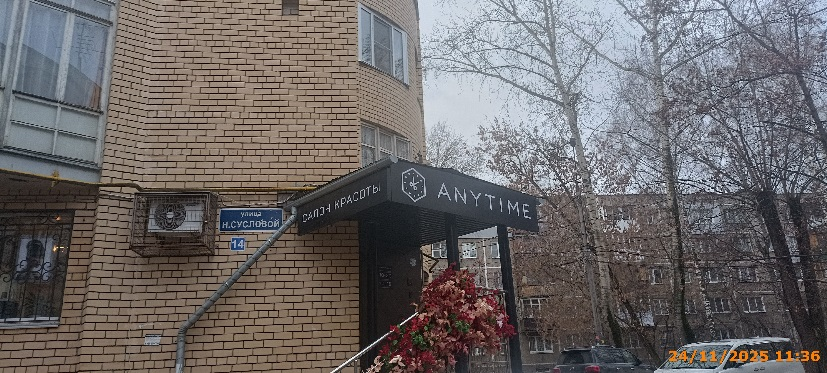 улица
Н.СУСЛОВОЙ
14
САЛОН КРАСОТЫ
ANYTIME
24/11/2025 11:36